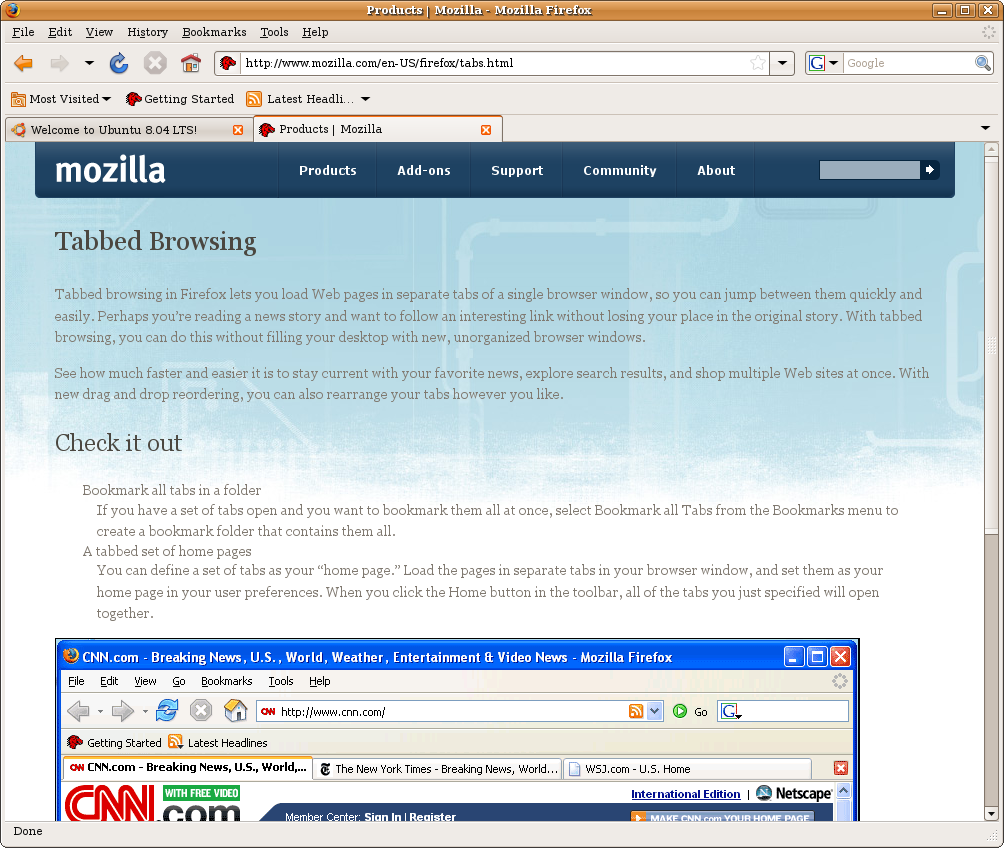 Products | Mozilla - Mozilla Firefox
File Edit View History Bookmarks Tools Help
http://www.mozilla.com/en-US/firefox/tabs.html G Google
Most Visited Getting Started Latest Headli...
Welcome to Ubuntu 8.04 LTS! Products | Mozilla
mozilla Products Add-ons Support Community About
Tabbed Browsing
Tabbed browsing in Firefox lets you load Web pages in separate tabs of a single browser window, so you can jump between them quickly and
easily. Perhaps you're reading a news story and want to follow an interesting link without losing your place in the original story. With tabbed
browsing, you can do this without filling your desktop with new, unorganized browser windows.
See how much faster and easier it is to stay current with your favorite news, explore search results, and shop multiple Web sites at once. With
new drag and drop reordering, you can also rearrange your tabs however you like.
Check it out
Bookmark all tabs in a folder
If you have a set of tabs open and you want to bookmark them all at once, select Bookmark all Tabs from the Bookmarks menu to
create a bookmark folder that contains them all.
A tabbed set of home pages
You can define a set of tabs as your “home page.” Load the pages in separate tabs in your browser window, and set them as your
home page in your user preferences. When you click the Home button in the toolbar, all of the tabs you just specified will open
together.
CNN.com - Breaking News, U.S., World, Weather, Entertainment & Video News - Mozilla Firefox
File Edit View Go Bookmarks Tools Help
CNN http://www.cnn.com/ Go G
Getting Started Latest Headlines
CNN CNN.com - Breaking News, U.S., World,... T The New York Times - Breaking News, World... WSJ.com - U.S. Home
CNN.com WITH FREE VIDEO International Edition | Netscape
Member Center: Sign In | Register MAKE CNN.com YOUR HOME PAGE
Done